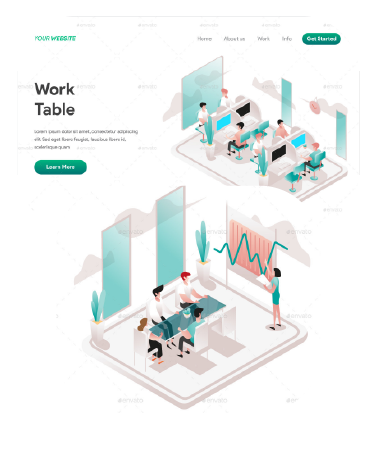 YOUR WEBSITE
Home About us Work Info Get Started
Work
Table
Lorem ipsum dolor sit amet, consectetur adipiscing
elit. Sed eget libero feugiat, faucibus libero id,
scelerisque quam
Learn More